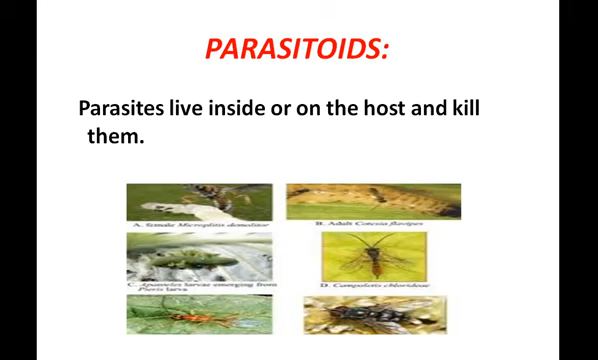 PARASITOIDS:
Parasites live inside or on the host and kill
them.
A. female Microplitis demolitor
B. Adult Cotesia flavipes
C. Apanteles larvae emerging from
Pieris larva
D. Campoletis chlorideae